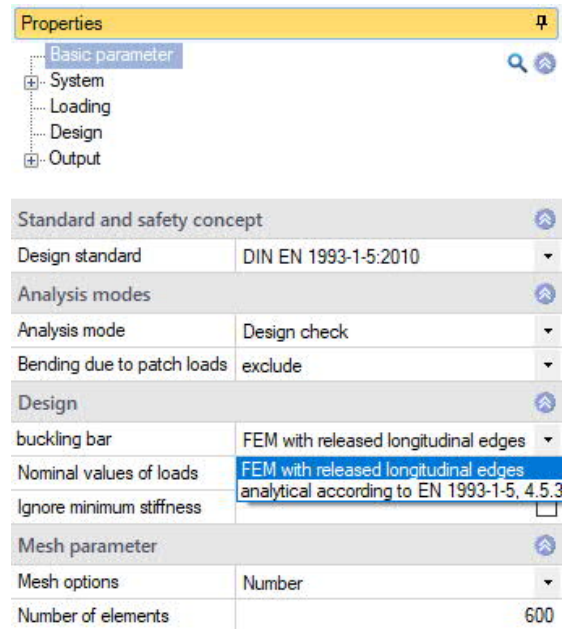 Properties
Basic parameter
System
Loading
Design
Output
Standard and safety concept
Design standard DIN EN 1993-1-5:2010
Analysis modes
Analysis mode Design check
Bending due to patch loads exclude
Design
buckling bar FEM with released longitudinal edges
Nominal values of loads FEM with released longitudinal edges
analytical according to EN 1993-1-5, 4.5.3
Ignore minimum stiffness
Mesh parameter
Mesh options Number
Number of elements 600